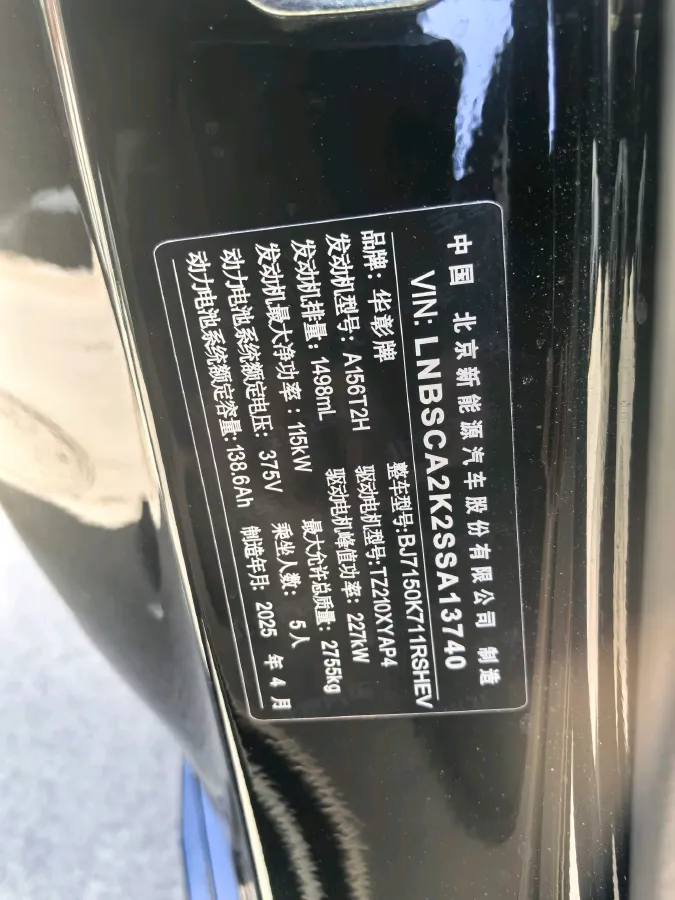 中国 北京新能源汽车股份有限公司 制造
VIN: LNBSCA2K2SSA13740
品牌: 华彰牌 整车型号:BJ7150K711RSHEV
发动机型号: A156T2H 驱动电机型号:TZ210XYAP4
发动机排量: 1498mL 驱动电机峰值功率: 227kW
发动机最大净功率: 115kW 最大允许总质量: 2755kg
动力电池系统额定电压: 375V 乘坐人数: 5人
动力电池系统额定容量: 138.6Ah 制造年月: 2025 年 4 月